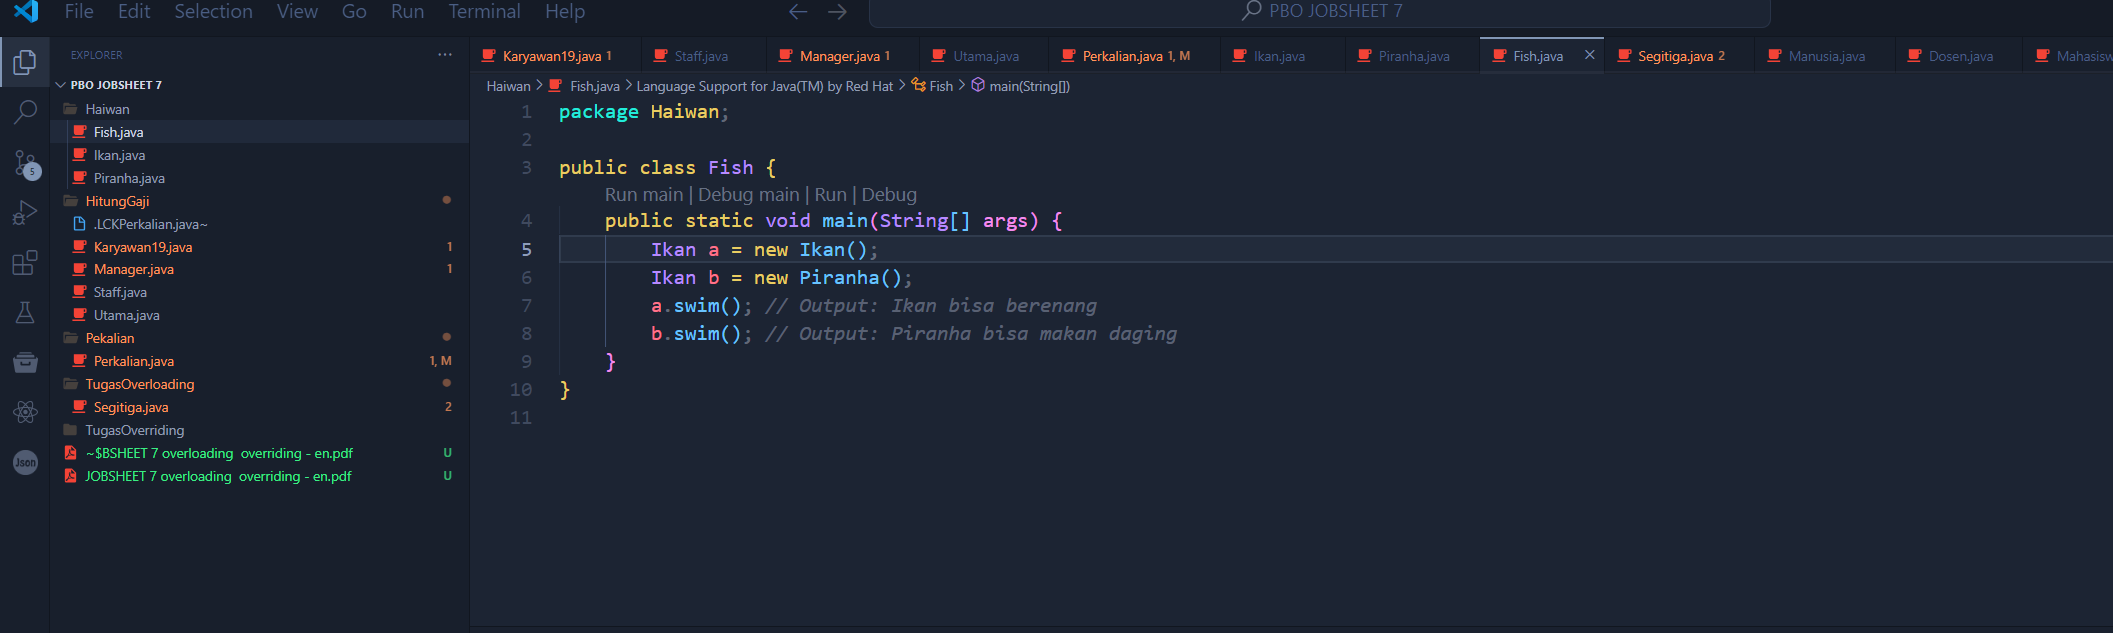 File Edit Selection View Go Run Terminal Help
PBO JOBSHEET 7
EXPLORER
PBO JOBSHEET 7
Haiwan
Fish.java
Ikan.java
Piranha.java
HitungGaji
.LCKPerkalian.java~
Karyawan19.java 1
Manager.java 1
Staff.java
Utama.java
Pekalian
Perkalian.java 1, M
TugasOverloading
Segitiga.java 2
TugasOverriding
~$BSHEET 7 overloading overriding - en.pdf U
JOBSHEET 7 overloading overriding - en.pdf U
5
Json
Karyawan19.java 1 Staff.java Manager.java 1 Utama.java Perkalian.java 1, M Ikan.java Piranha.java Fish.java Segitiga.java 2 Manusia.java Dosen.java Mahasisw
Haiwan > Fish.java > Language Support for Java(TM) by Red Hat > Fish > main(String[])
1 package Haiwan;
2
3 public class Fish {
Run main | Debug main | Run | Debug
4 public static void main(String[] args) {
5 Ikan a = new Ikan();
6 Ikan b = new Piranha();
7 a.swim(); // Output: Ikan bisa berenang
8 b.swim(); // Output: Piranha bisa makan daging
9 }
10 }
11